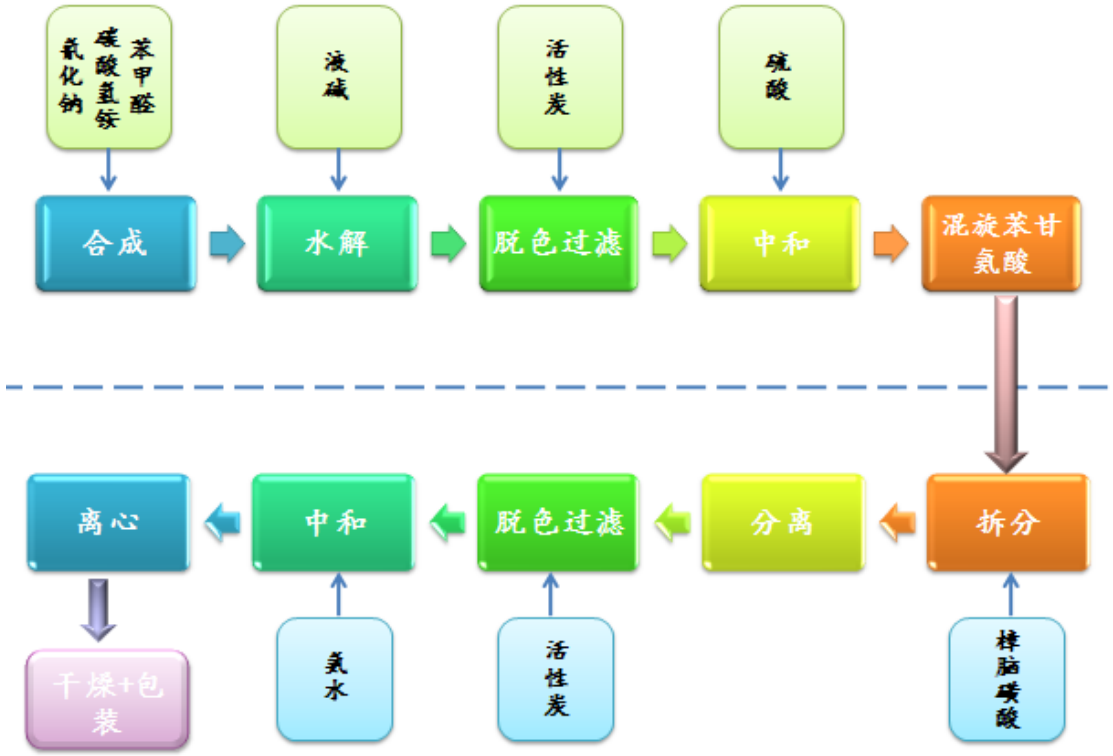 氰化钠
碳酸氢铵
苯甲醛
液碱
活性炭
硫酸
合成
水解
脱色过滤
中和
混旋苯甘
氨酸
离心
中和
脱色过滤
分离
拆分
干燥+包
装
氨水
活性炭
樟脑磺酸